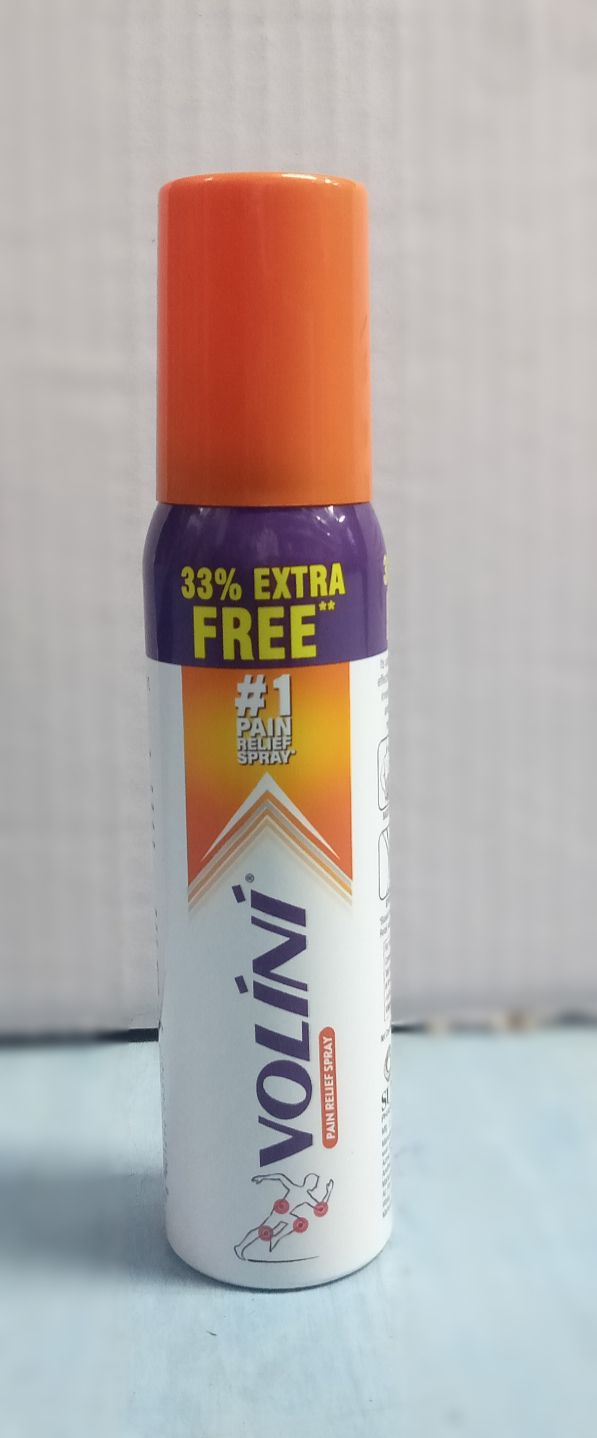 33% EXTRA
FREE**
#1
PAIN
RELIEF
SPRAY*
VOLINI®
PAIN RELIEF SPRAY